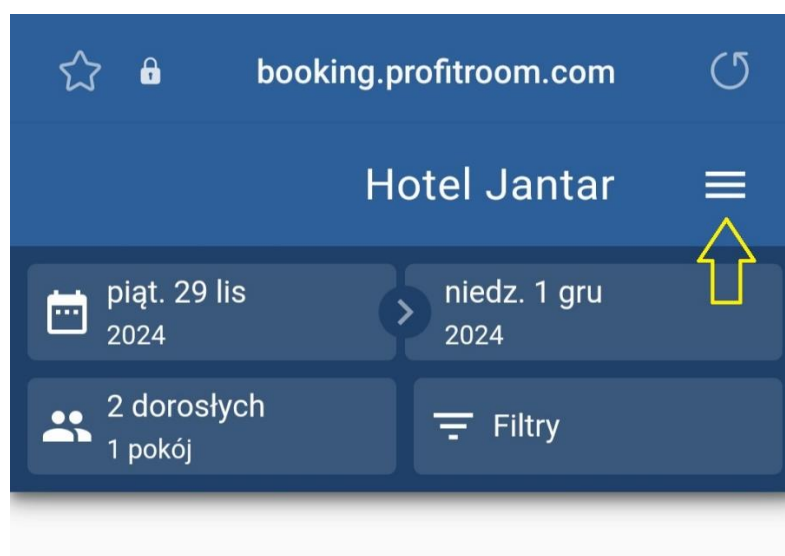 booking.profitroom.com
Hotel Jantar
piąt. 29 lis
2024
niedz. 1 gru
2024
2 dorosłych
1 pokój
Filtry